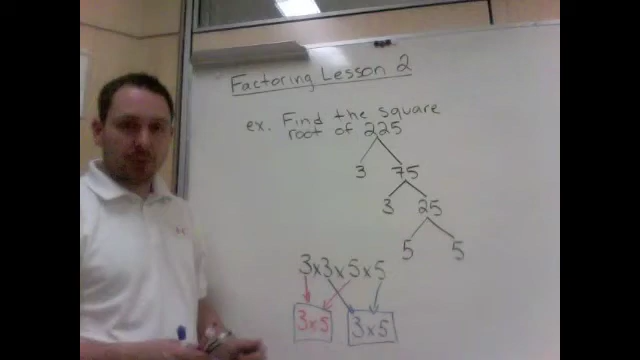 Factoring Lesson 2
ex. Find the square
root of 225
3 75
3 25
5 5
3x3x5x5
3x5 3x5